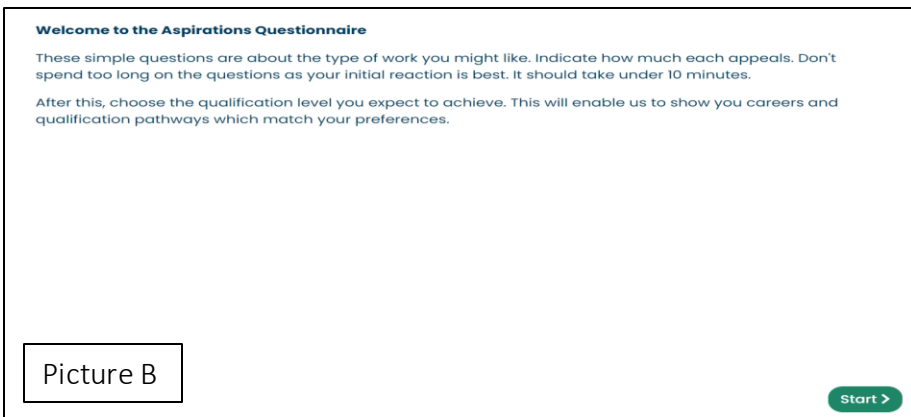 Welcome to the Aspirations Questionnaire
These simple questions are about the type of work you might like. Indicate how much each appeals. Don't
spend too long on the questions as your initial reaction is best. It should take under 10 minutes.
After this, choose the qualification level you expect to achieve. This will enable us to show you careers and
qualification pathways which match your preferences.
Picture B
Start >